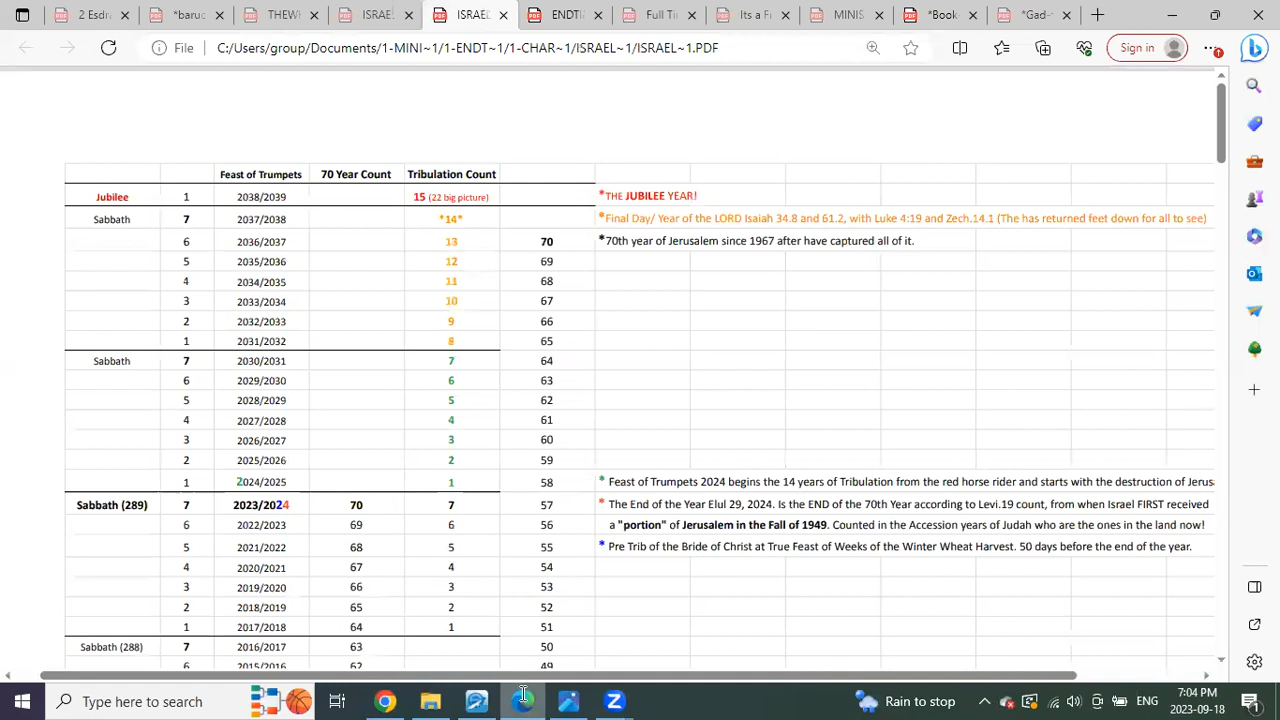 2 Esdra
*baruc
THEW
ISRAEL
ISRAEL
ENDTI
Full Tim
Its a Fr
MINI
*Book
*Gad-
File C:/Users/group/Documents/1-MINI~1/1-ENDT~1/1-CHAR~1/ISRAEL~1/ISRAEL~1.PDF Sign in
Feast of Trumpets 70 Year Count Tribulation Count
Jubilee 1 2038/2039 15 (22 big picture) *THE JUBILEE YEAR!
Sabbath 7 2037/2038 *14* *Final Day/ Year of the LORD Isaiah 34.8 and 61.2, with Luke 4:19 and Zech.14.1 (The has returned feet down for all to see)
6 2036/2037 13 70 *70th year of Jerusalem since 1967 after have captured all of it.
5 2035/2036 12 69
4 2034/2035 11 68
3 2033/2034 10 67
2 2032/2033 9 66
1 2031/2032 8 65
Sabbath 7 2030/2031 7 64
6 2029/2030 6 63
5 2028/2029 5 62
4 2027/2028 4 61
3 2026/2027 3 60
2 2025/2026 2 59
1 2024/2025 1 58 * Feast of Trumpets 2024 begins the 14 years of Tribulation from the red horse rider and starts with the destruction of Jerus
Sabbath (289) 7 2023/2024 70 7 57 * The End of the Year Elul 29, 2024. Is the END of the 70th Year according to Levi.19 count, from when Israel FIRST received
6 2022/2023 69 6 56 a "portion" of Jerusalem in the Fall of 1949. Counted in the Accession years of Judah who are the ones in the land now!
5 2021/2022 68 5 55 * Pre Trib of the Bride of Christ at True Feast of Weeks of the Winter Wheat Harvest. 50 days before the end of the year.
4 2020/2021 67 4 54
3 2019/2020 66 3 53
2 2018/2019 65 2 52
1 2017/2018 64 1 51
Sabbath (288) 7 2016/2017 63 50
6 2015/2016 62 49
Type here to search
Rain to stop
ENG
7:04 PM
2023-09-18